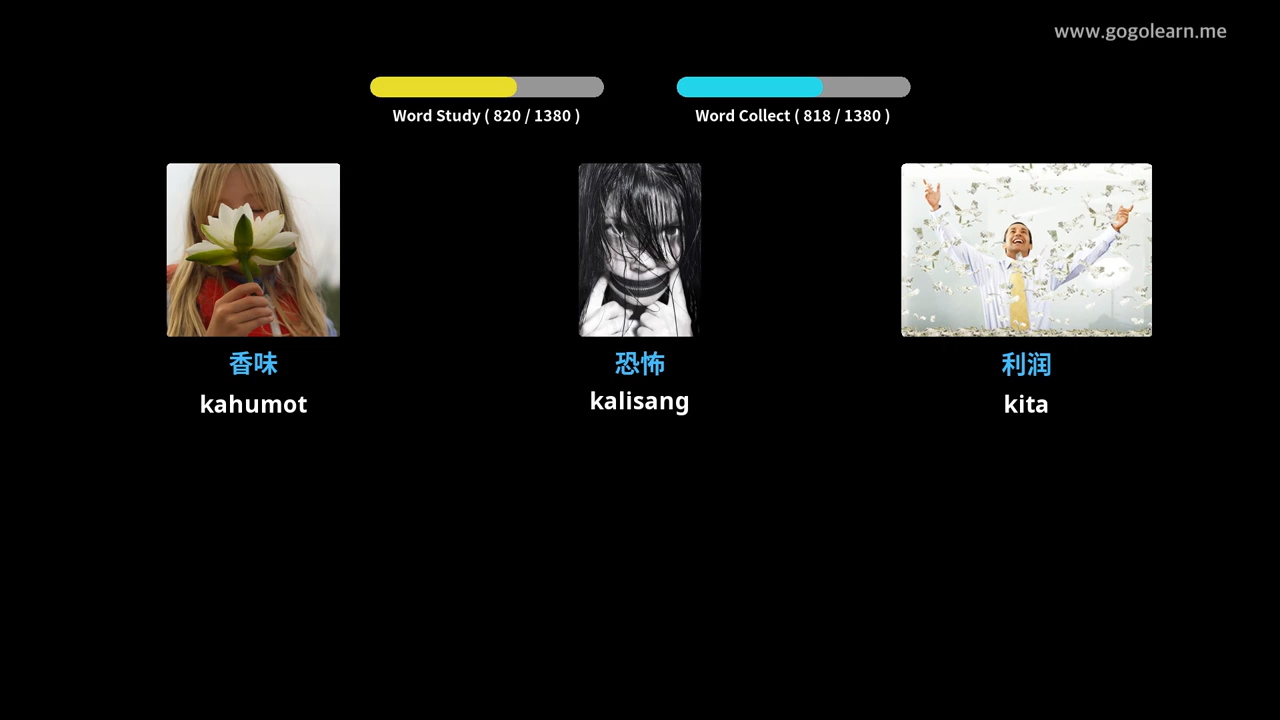 www.gogolearn.me
Word Study ( 820 / 1380 )
Word Collect ( 818 / 1380 )
香味
恐怖
利润
kahumot
kalisang
kita